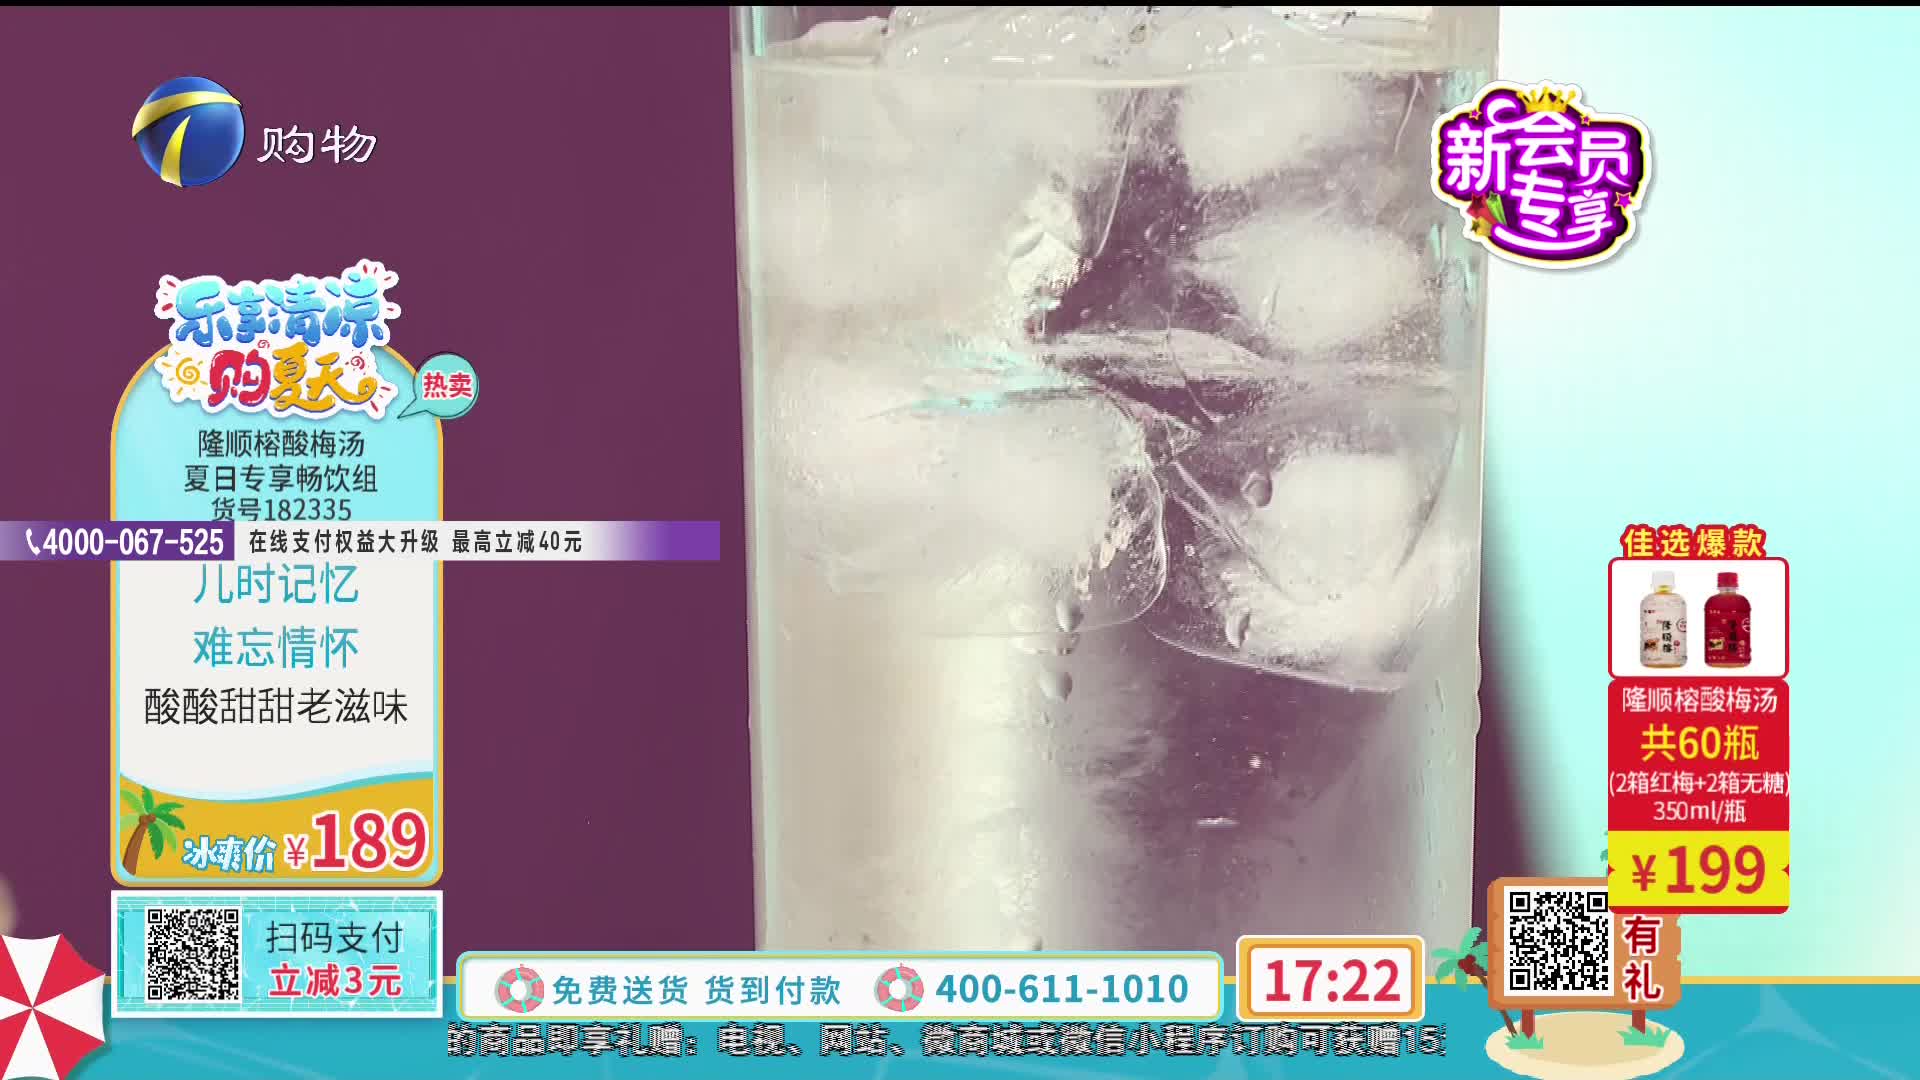 购物
新会员
专享
乐享清凉
购夏天
热卖
隆顺榕酸梅汤
夏日专享畅饮组
货号182335
4000-067-525
在线支付权益大升级 最高立减40元
儿时记忆
难忘情怀
酸酸甜甜老滋味
冰爽价 ¥189
扫码支付
立减3元
佳选爆款
隆顺榕酸梅汤
共60瓶
(2箱红梅+2箱无糖)
350ml/瓶
¥199
有礼
免费送货 货到付款
400-611-1010
17:22
的商品即享礼赠：电视、网站、微商城或微信小程序订购可获赠15